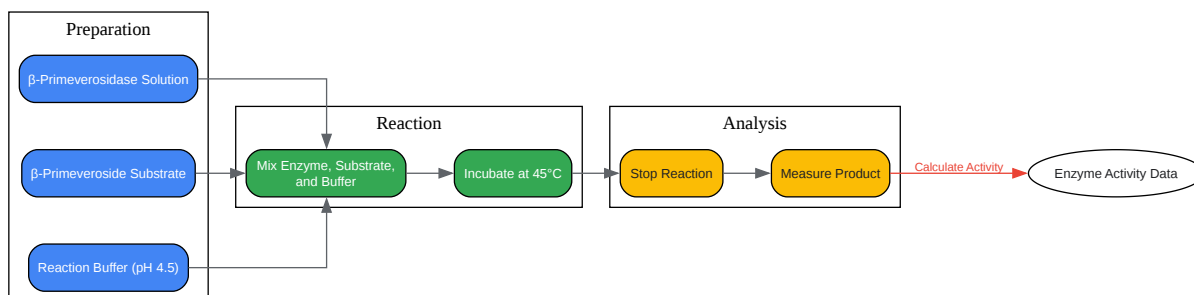 Preparation
β-Primeverosidase Solution
β-Primeveroside Substrate
Reaction Buffer (pH 4.5)
Reaction
Mix Enzyme, Substrate,
and Buffer
Incubate at 45°C
Analysis
Stop Reaction
Measure Product
Calculate Activity
Enzyme Activity Data